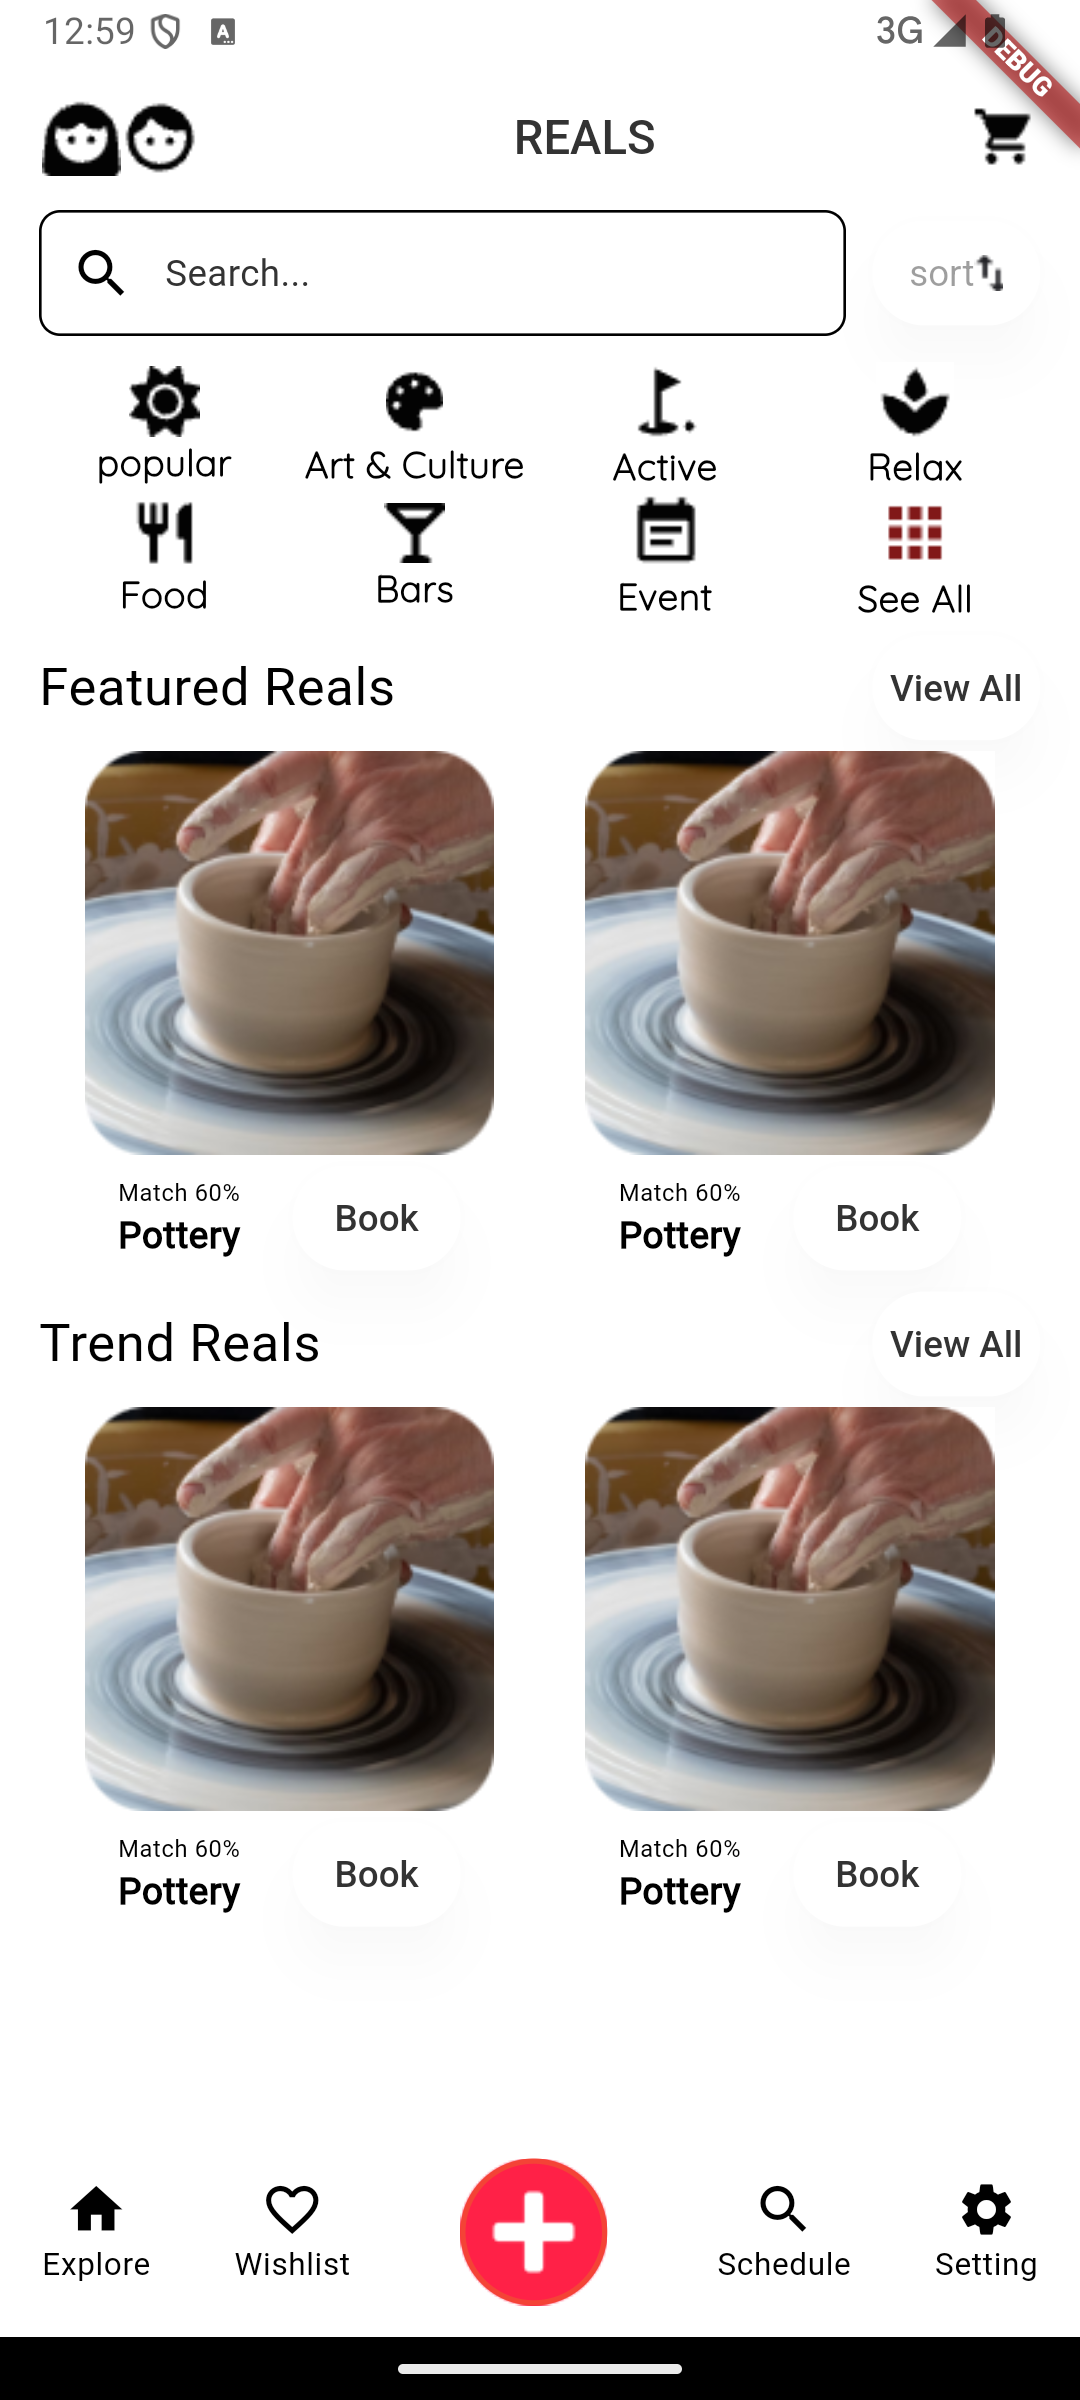 12:59 A 3G
DEBUG
REALS
Search...
sort
popular Art & Culture Active Relax
Food Bars Event See All
Featured Reals View All
Match 60% Match 60%
Pottery Book Pottery Book
Trend Reals View All
Match 60% Match 60%
Pottery Book Pottery Book
Explore Wishlist Schedule Setting